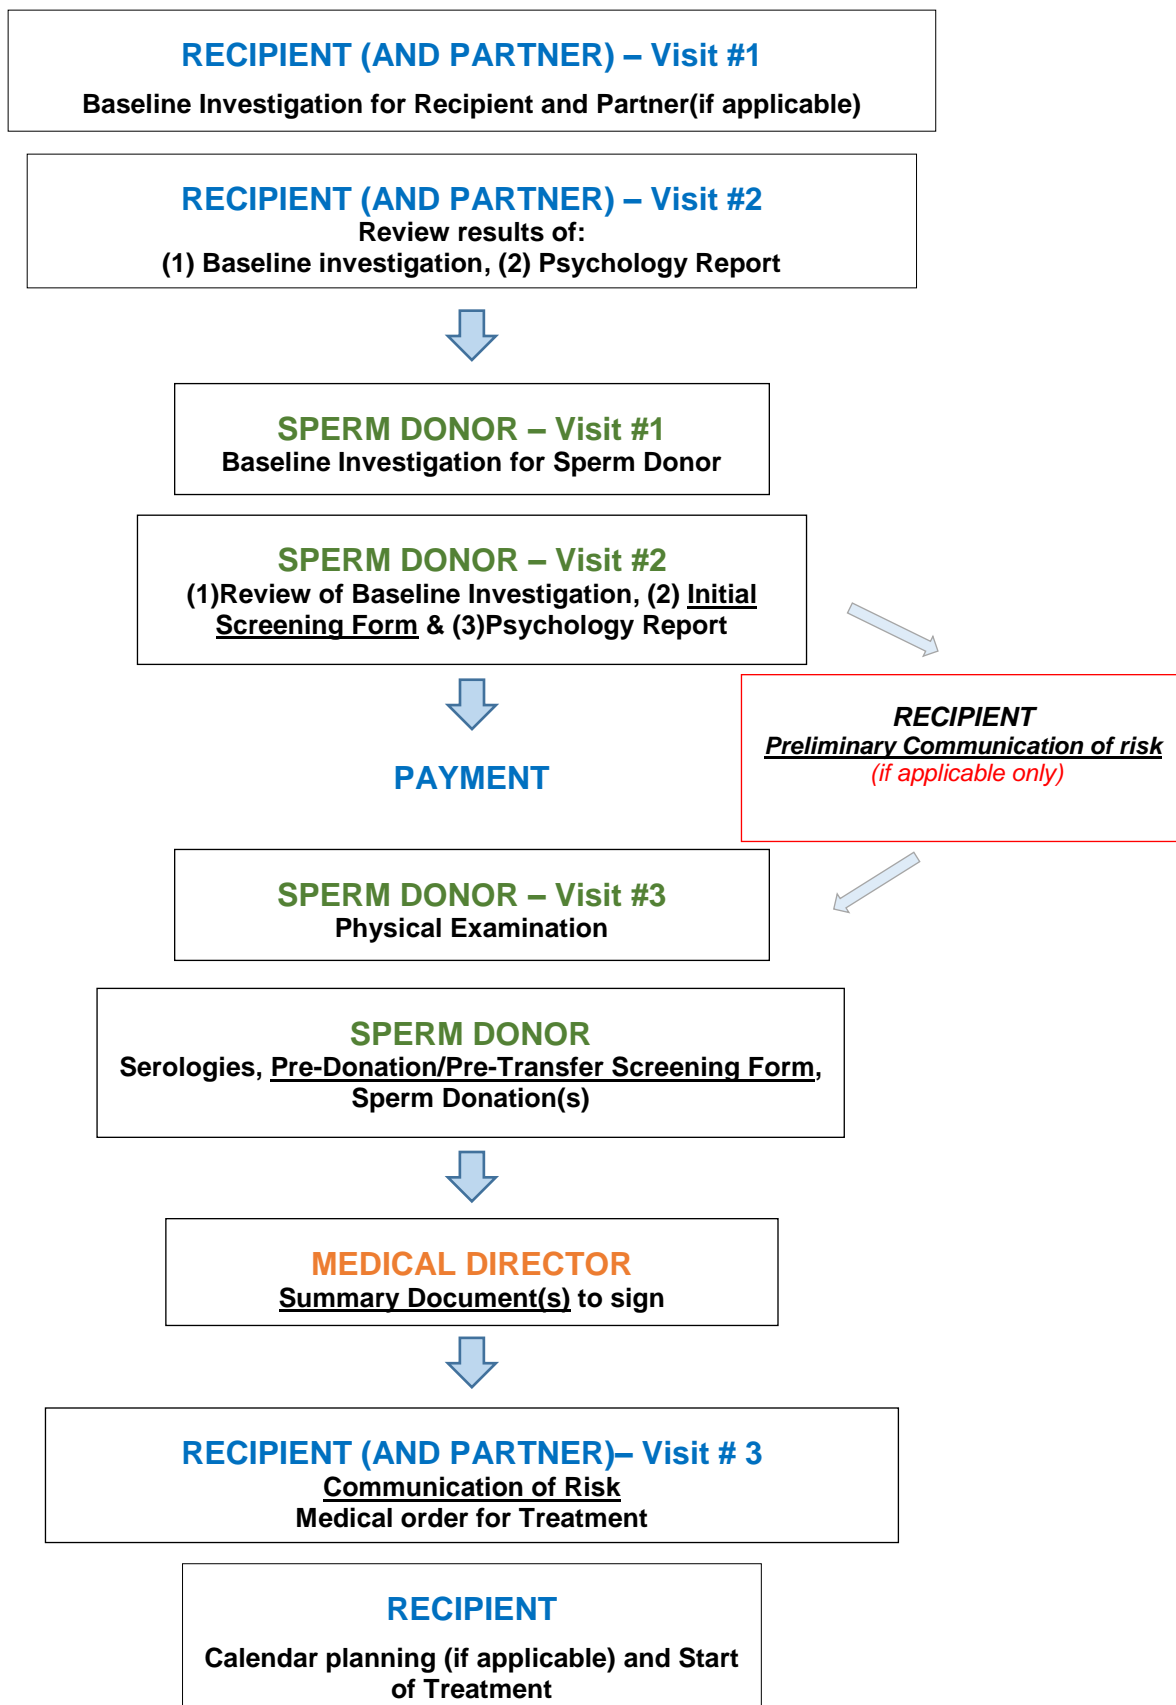 RECIPIENT (AND PARTNER) – Visit #1
Baseline Investigation for Recipient and Partner(if applicable)
RECIPIENT (AND PARTNER) – Visit #2
Review results of:
(1) Baseline investigation, (2) Psychology Report
SPERM DONOR – Visit #1
Baseline Investigation for Sperm Donor
SPERM DONOR – Visit #2
(1)Review of Baseline Investigation, (2) Initial
Screening Form & (3)Psychology Report
RECIPIENT
Preliminary Communication of risk
(if applicable only)
PAYMENT
SPERM DONOR – Visit #3
Physical Examination
SPERM DONOR
Serologies, Pre-Donation/Pre-Transfer Screening Form,
Sperm Donation(s)
MEDICAL DIRECTOR
Summary Document(s) to sign
RECIPIENT (AND PARTNER)– Visit # 3
Communication of Risk
Medical order for Treatment
RECIPIENT
Calendar planning (if applicable) and Start
of Treatment